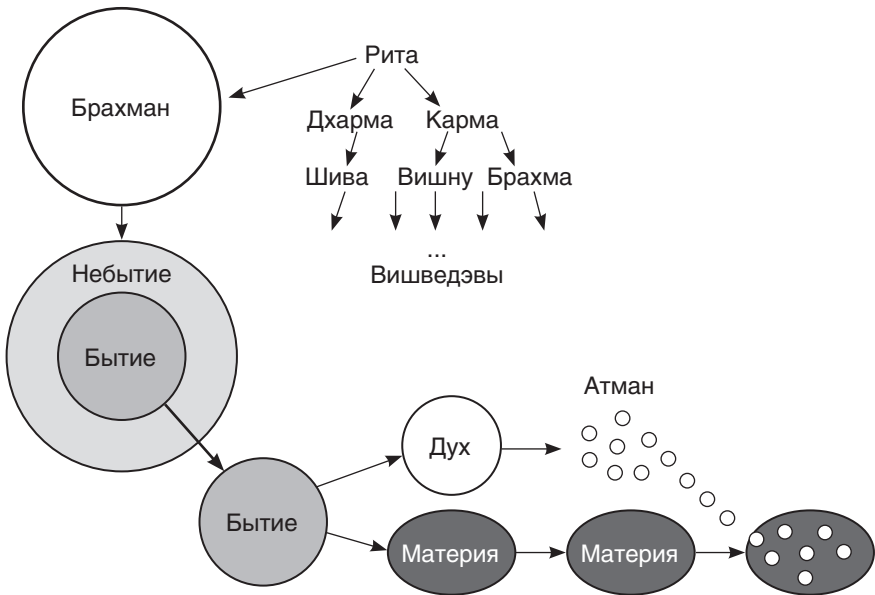 Рита
Брахман
Дхарма Карма
Шива Вишну Брахма
...
Вишведэвы
Небытие
Бытие
Атман
Дух
Бытие
Материя Материя